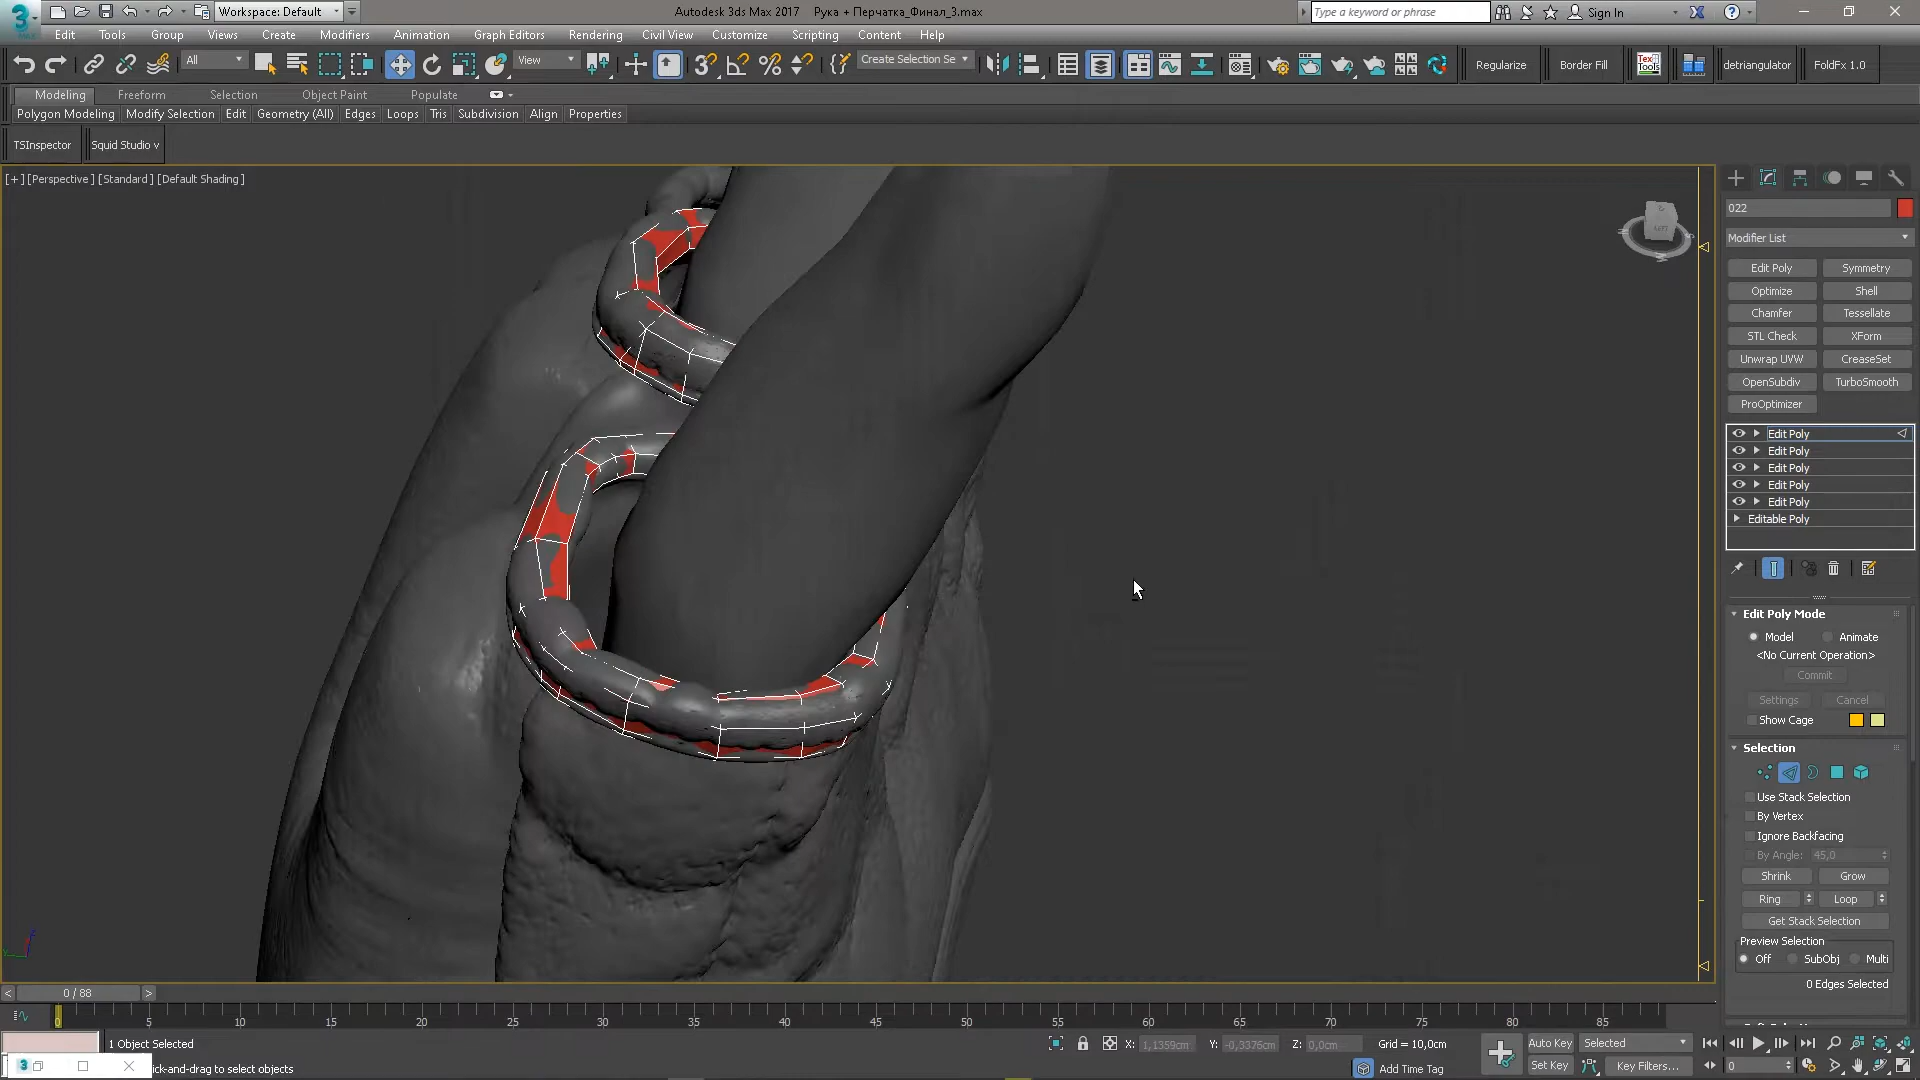 Workspace: Default
Autodesk 3ds Max 2017    Рука + Перчатка_Финал_3.max
Type a keyword or phrase
Sign In
Edit Tools Group Views Create Modifiers Animation Graph Editors Rendering Civil View Customize Scripting Content Help
All
View
Create Selection Se
Regularize
Border Fill
detriangulator
FoldFx 1.0
Modeling Freeform Selection Object Paint Populate
Polygon Modeling Modify Selection Edit Geometry (All) Edges Loops Tris Subdivision Align Properties
TSInspector
Squid Studio v
[+] [Perspective ] [Standard ] [Default Shading ]
022
Modifier List
Edit Poly Symmetry
Optimize Shell
Chamfer Tessellate
STL Check XForm
Unwrap UVW CreaseSet
OpenSubdiv TurboSmooth
ProOptimizer
Edit Poly
Edit Poly
Edit Poly
Edit Poly
Edit Poly
Editable Poly
Edit Poly Mode
Model Animate
<No Current Operation>
Commit
Settings Cancel
Show Cage
Selection
Use Stack Selection
By Vertex
Ignore Backfacing
By Angle: 45,0
Shrink Grow
Ring Loop
Get Stack Selection
Preview Selection
Off SubObj Multi
0 Edges Selected
0 / 88
0 5 10 15 20 25 30 35 40 45 50 55 60 65 70 75 80 85
1 Object Selected
X: 1,1359cm Y: -0,3376cm Z: 0,0cm Grid = 10,0cm
Auto Key Selected
ick-and-drag to select objects
Add Time Tag
Set Key Key Filters...
0